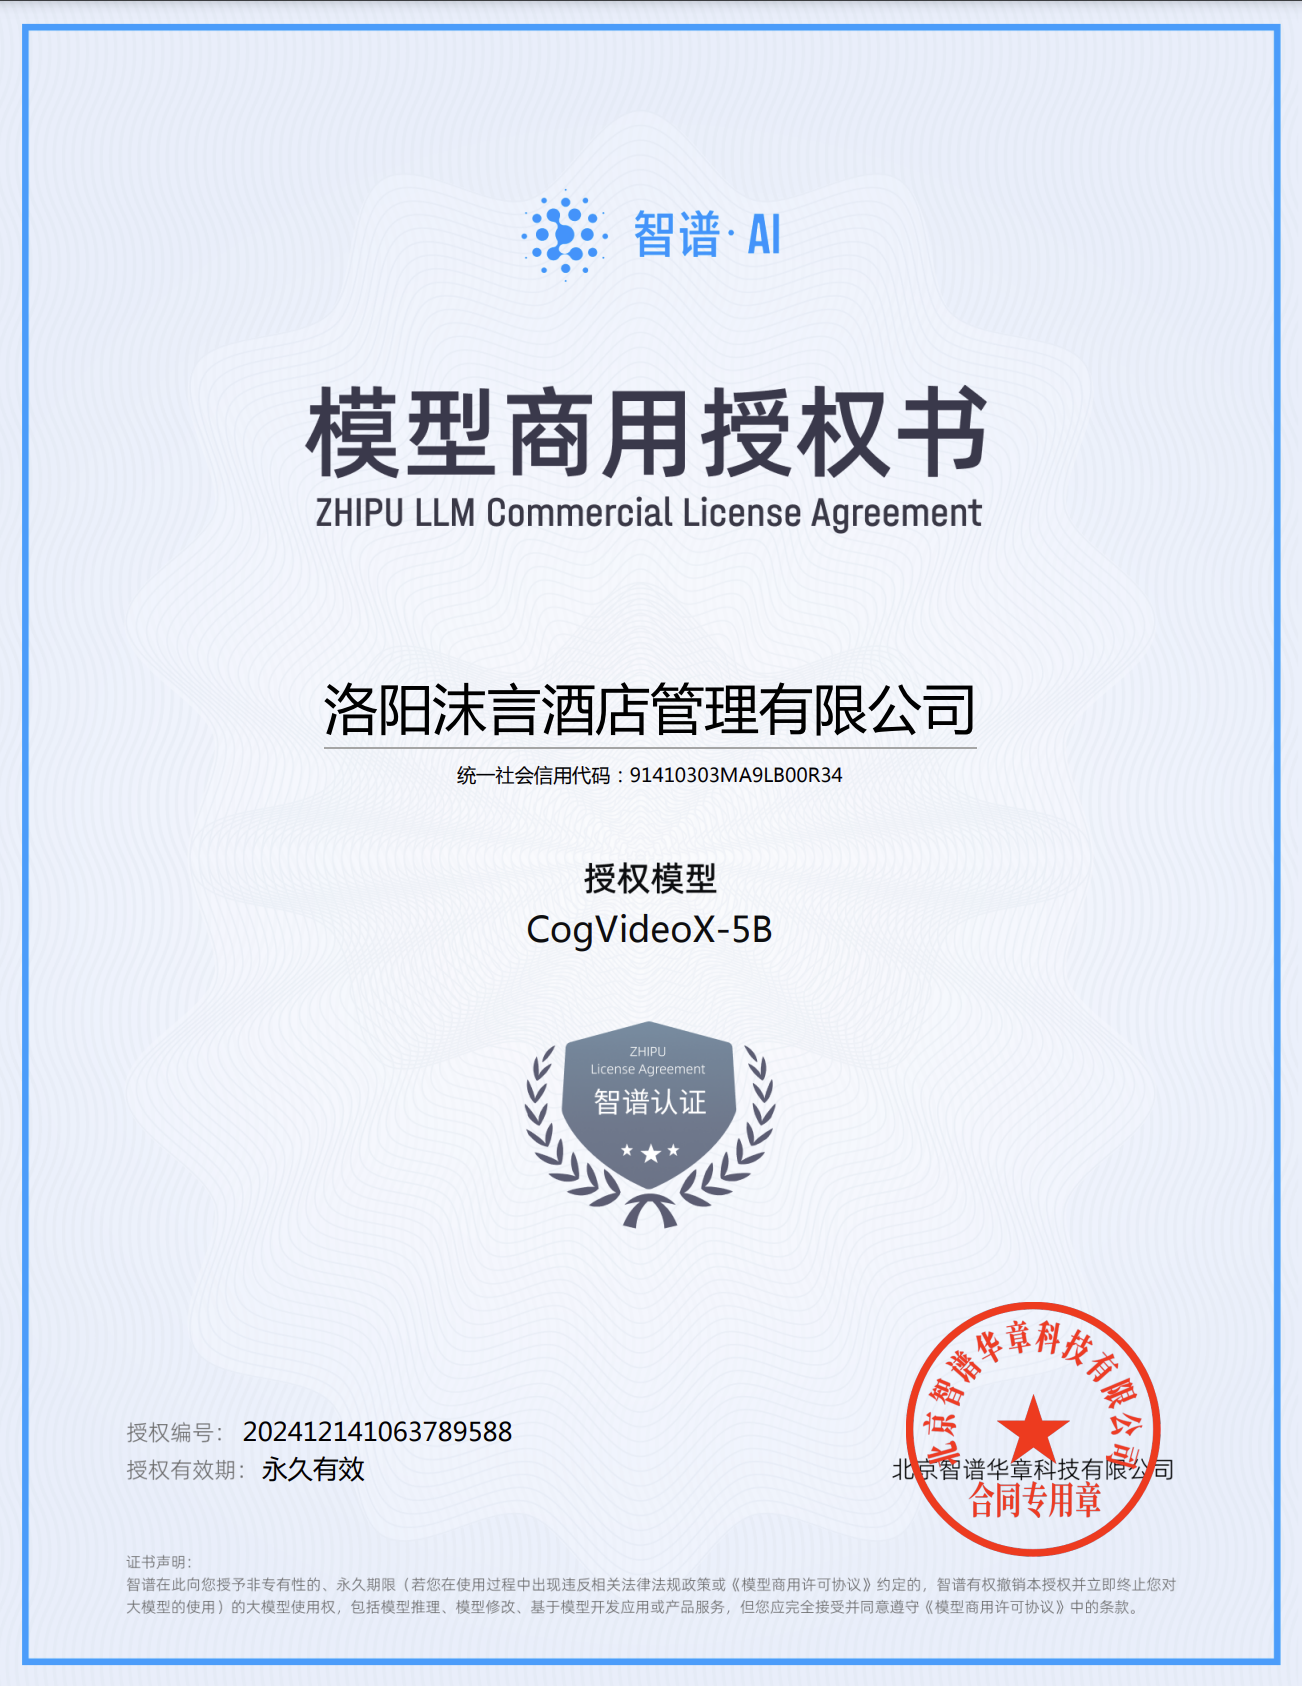 智谱·AI
模型商用授权书
ZHIPU LLM Commercial License Agreement
洛阳沫言酒店管理有限公司
统一社会信用代码：91410303MA9LB00R34
授权模型
CogVideoX-5B
ZHIPU
License Agreement
智谱认证
北京智谱华章科技有限公司
授权编号： 202412141063789588
授权有效期： 永久有效
北京智谱华章科技有限公司
合同专用章
证书声明：
智谱在此向您授予非专有性的、永久期限（若您在使用过程中出现违反相关法律法规政策或《模型商用许可协议》约定的，智谱有权撤销本授权并立即终止您对
大模型的使用）的大模型使用权，包括模型推理、模型修改、基于模型开发应用或产品服务，但您应完全接受并同意遵守《模型商用许可协议》中的条款。